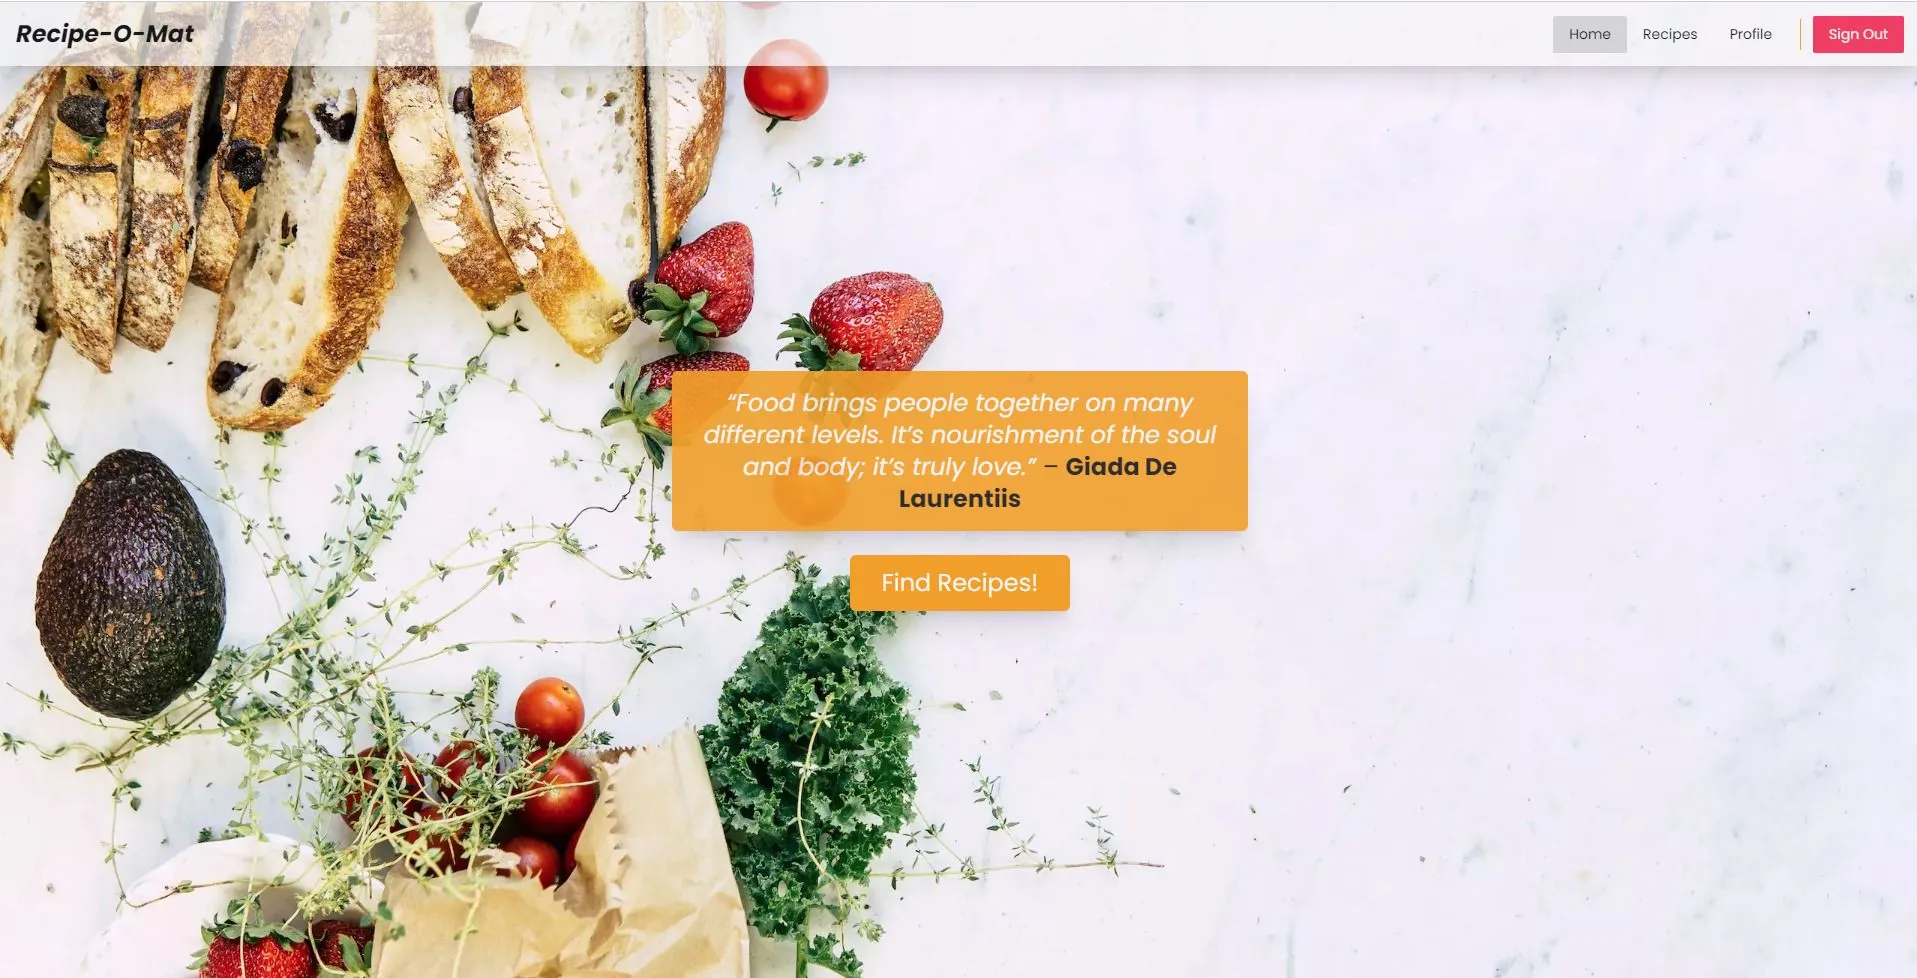 Recipe-O-Mat
Home
Recipes
Profile
Sign Out
“Food brings people together on many
different levels. It’s nourishment of the soul
and body; it’s truly love.” – Giada De
Laurentiis
Find Recipes!